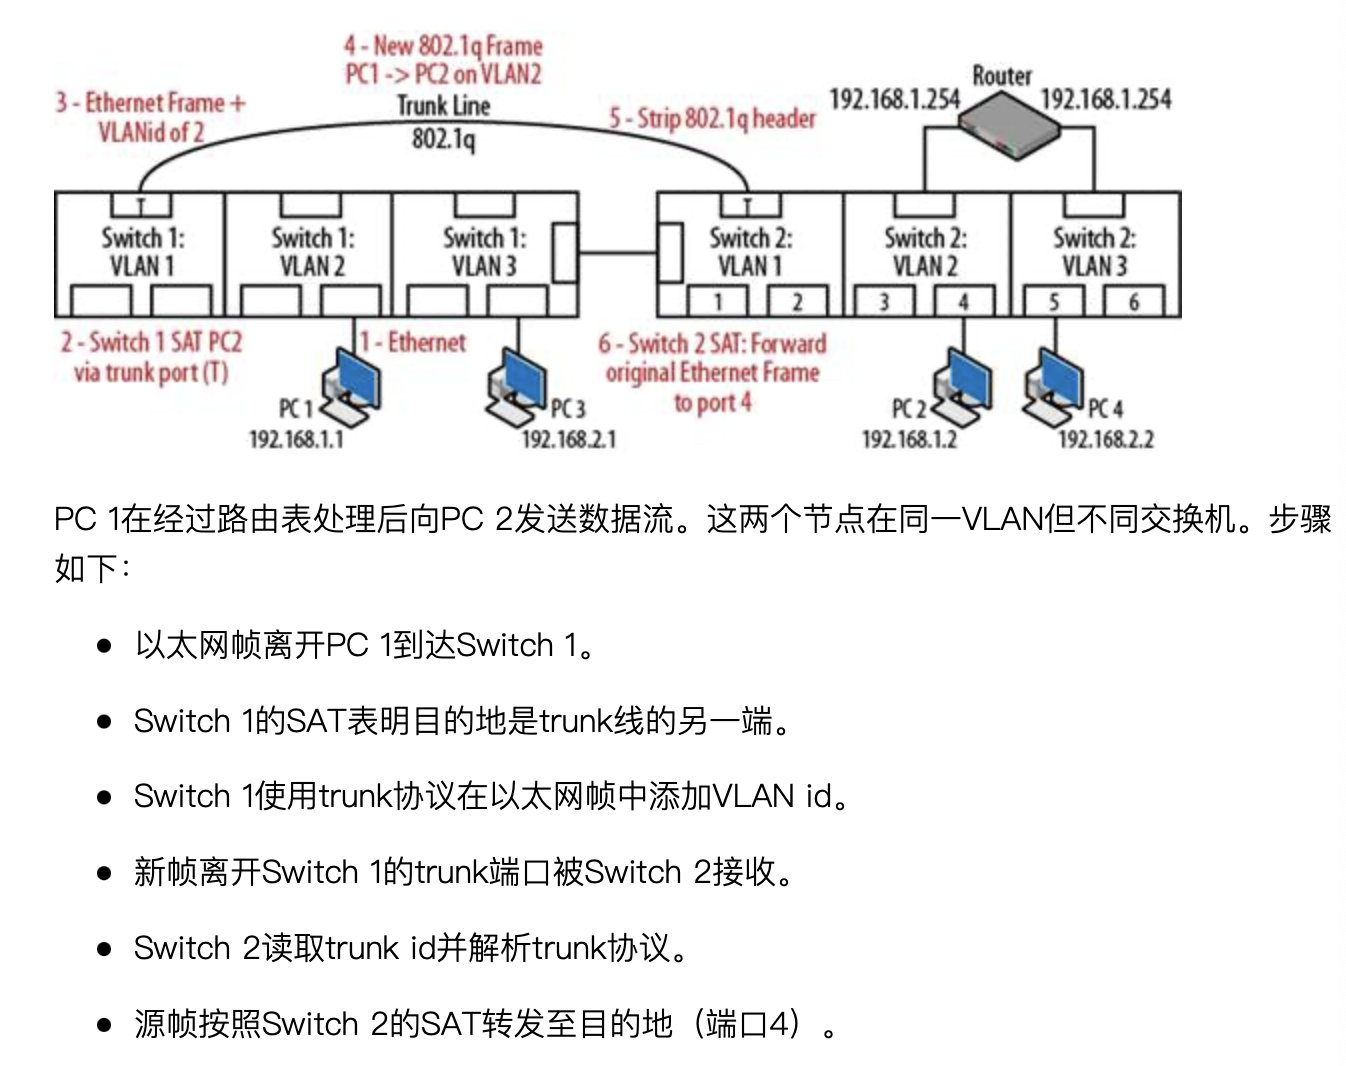 4 - New 802.1q Frame
PC1 -> PC2 on VLAN2
3 - Ethernet Frame +
VLANid of 2
Trunk Line
802.1q
5 - Strip 802.1q header
Router
192.168.1.254
192.168.1.254
T
T
Switch 1:
VLAN 1
Switch 1:
VLAN 2
Switch 1:
VLAN 3
Switch 2:
VLAN 1
Switch 2:
VLAN 2
Switch 2:
VLAN 3
1
2
3
4
5
6
2 - Switch 1 SAT PC2
via trunk port (T)
1 - Ethernet
6 - Switch 2 SAT: Forward
original Ethernet Frame
to port 4
PC 1
192.168.1.1
PC 3
192.168.2.1
PC 2
192.168.1.2
PC 4
192.168.2.2
PC 1在经过路由表处理后向PC 2发送数据流。这两个节点在同一VLAN但不同交换机。步骤
如下：
● 以太网帧离开PC 1到达Switch 1。
● Switch 1的SAT表明目的地是trunk线的另一端。
● Switch 1使用trunk协议在以太网帧中添加VLAN id。
● 新帧离开Switch 1的trunk端口被Switch 2接收。
● Switch 2读取trunk id并解析trunk协议。
● 源帧按照Switch 2的SAT转发至目的地（端口4）。